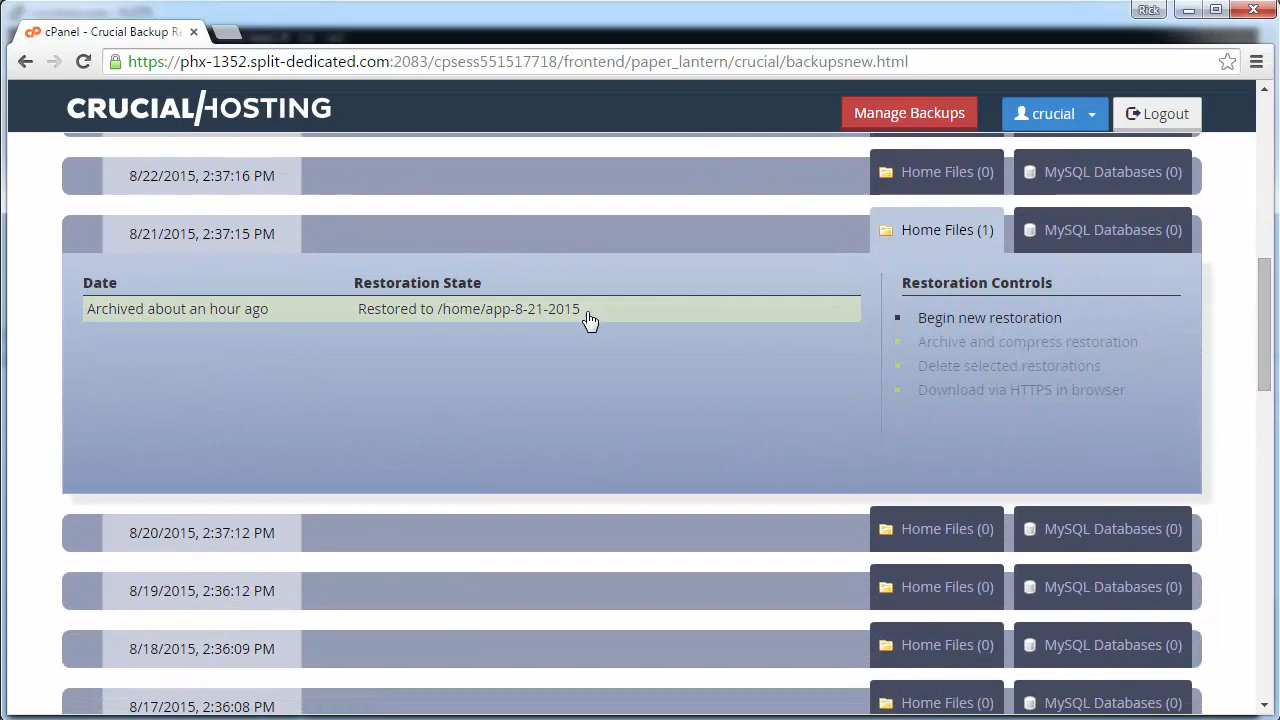 Rick
cPanel - Crucial Backup Re
https://phx-1352.split-dedicated.com:2083/cpsess551517718/frontend/paper_lantern/crucial/backupsnew.html
CRUCIAL/HOSTING
Manage Backups
crucial
Logout
8/22/2015, 2:37:16 PM
Home Files (0)
MySQL Databases (0)
8/21/2015, 2:37:15 PM
Home Files (1)
MySQL Databases (0)
Date
Restoration State
Restoration Controls
Archived about an hour ago
Restored to /home/app-8-21-2015
Begin new restoration
Archive and compress restoration
Delete selected restorations
Download via HTTPS in browser
8/20/2015, 2:37:12 PM
Home Files (0)
MySQL Databases (0)
8/19/2015, 2:36:12 PM
Home Files (0)
MySQL Databases (0)
8/18/2015, 2:36:09 PM
Home Files (0)
MySQL Databases (0)
8/17/2015, 2:36:08 PM
Home Files (0)
MySQL Databases (0)